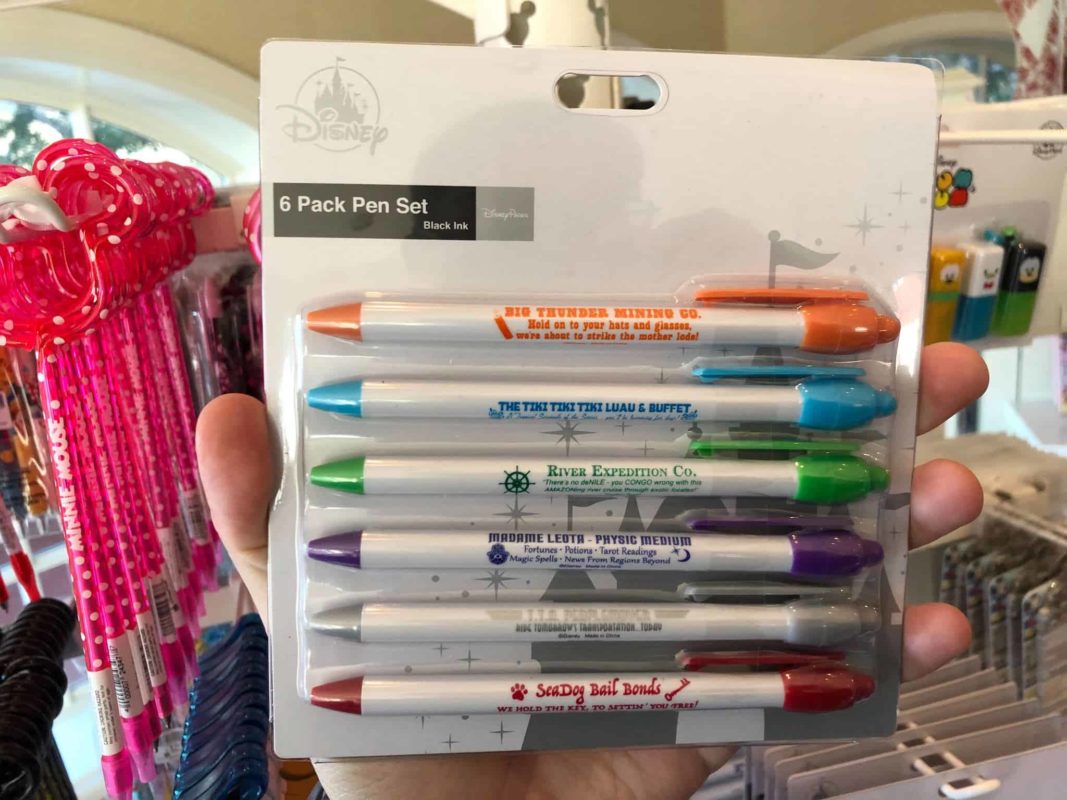 Disney
6 Pack Pen Set
Black Ink
Disney Parks
BIG THUNDER MINING CO.
Hold on to your hats and glasses,
we're about to strike the mother lode!
THE TIKI TIKI TIKI LUAU & BUFFET
RIVER EXPEDITION CO.
"There's no deNILE - you CONGO wrong with this
AMAZONing river cruise through exotic locales!"
MADAME LEOTA - PHYSIC MEDIUM
Fortunes · Potions · Tarot Readings
Magic Spells · News From Regions Beyond
©Disney Made in China
T.T.A. PEOPLEMOVER
RIDE TOMORROW'S TRANSPORTATION...TODAY
©Disney Made in China
SEADOG BAIL BONDS
WE HOLD THE KEY, TO SETTIN' YOU FREE!
MINNIE MOUSE
Disney